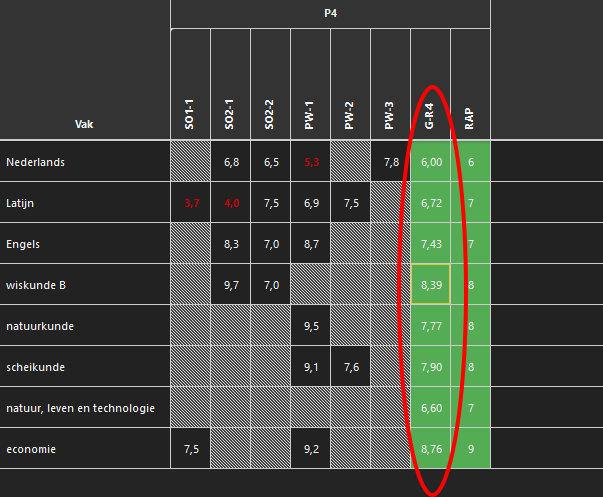 P4
Vak SO1-1 SO2-1 SO2-2 PW-1 PW-2 PW-3 G-R4 RAP
Nederlands 6,8 6,5 5,3 7,8 6,00 6
Latijn 3,7 4,0 7,5 6,9 7,5 6,72 7
Engels 8,3 7,0 8,7 7,43 7
wiskunde B 9,7 7,0 8,39 8
natuurkunde 9,5 7,77 8
scheikunde 9,1 7,6 7,90 8
natuur, leven en technologie 6,60 7
economie 7,5 9,2 8,76 9